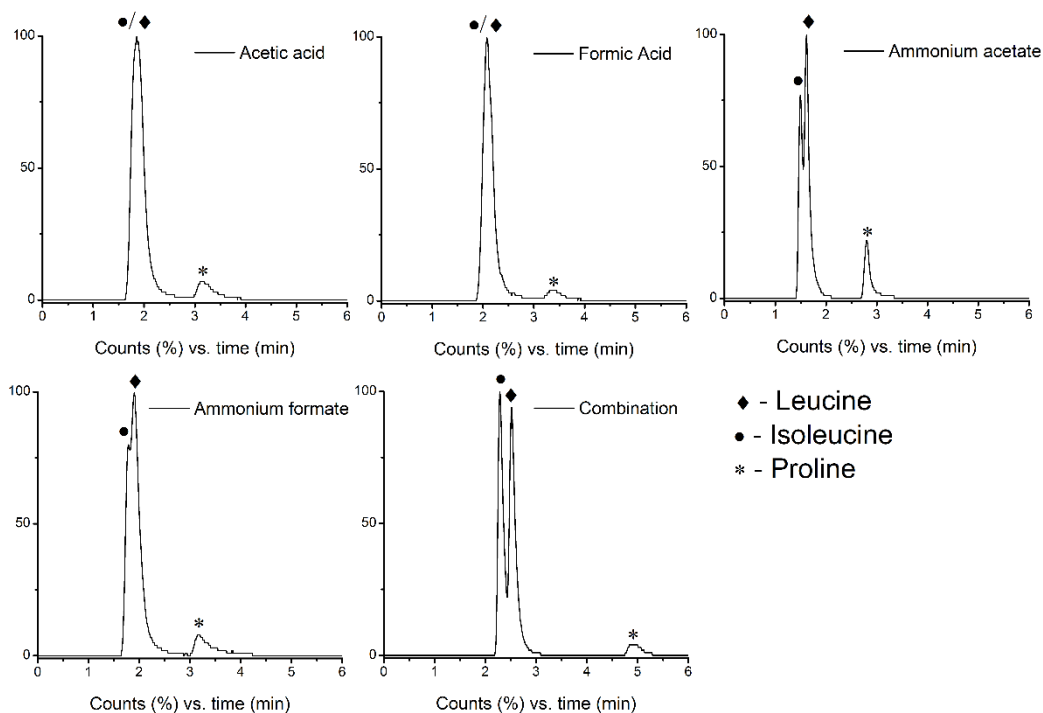 ●/◆
100
50
0
Acetic acid
*
0 1 2 3 4 5 6
Counts (%) vs. time (min)
●/◆
100
50
0
Formic Acid
*
0 1 2 3 4 5 6
Counts (%) vs. time (min)
◆
●
100
50
0
Ammonium acetate
*
0 1 2 3 4 5 6
Counts (%) vs. time (min)
◆
●
100
50
0
Ammonium formate
*
0 1 2 3 4 5 6
Counts (%) vs. time (min)
●
◆
100
50
0
Combination
*
0 1 2 3 4 5 6
Counts (%) vs. time (min)
◆ - Leucine
● - Isoleucine
* - Proline